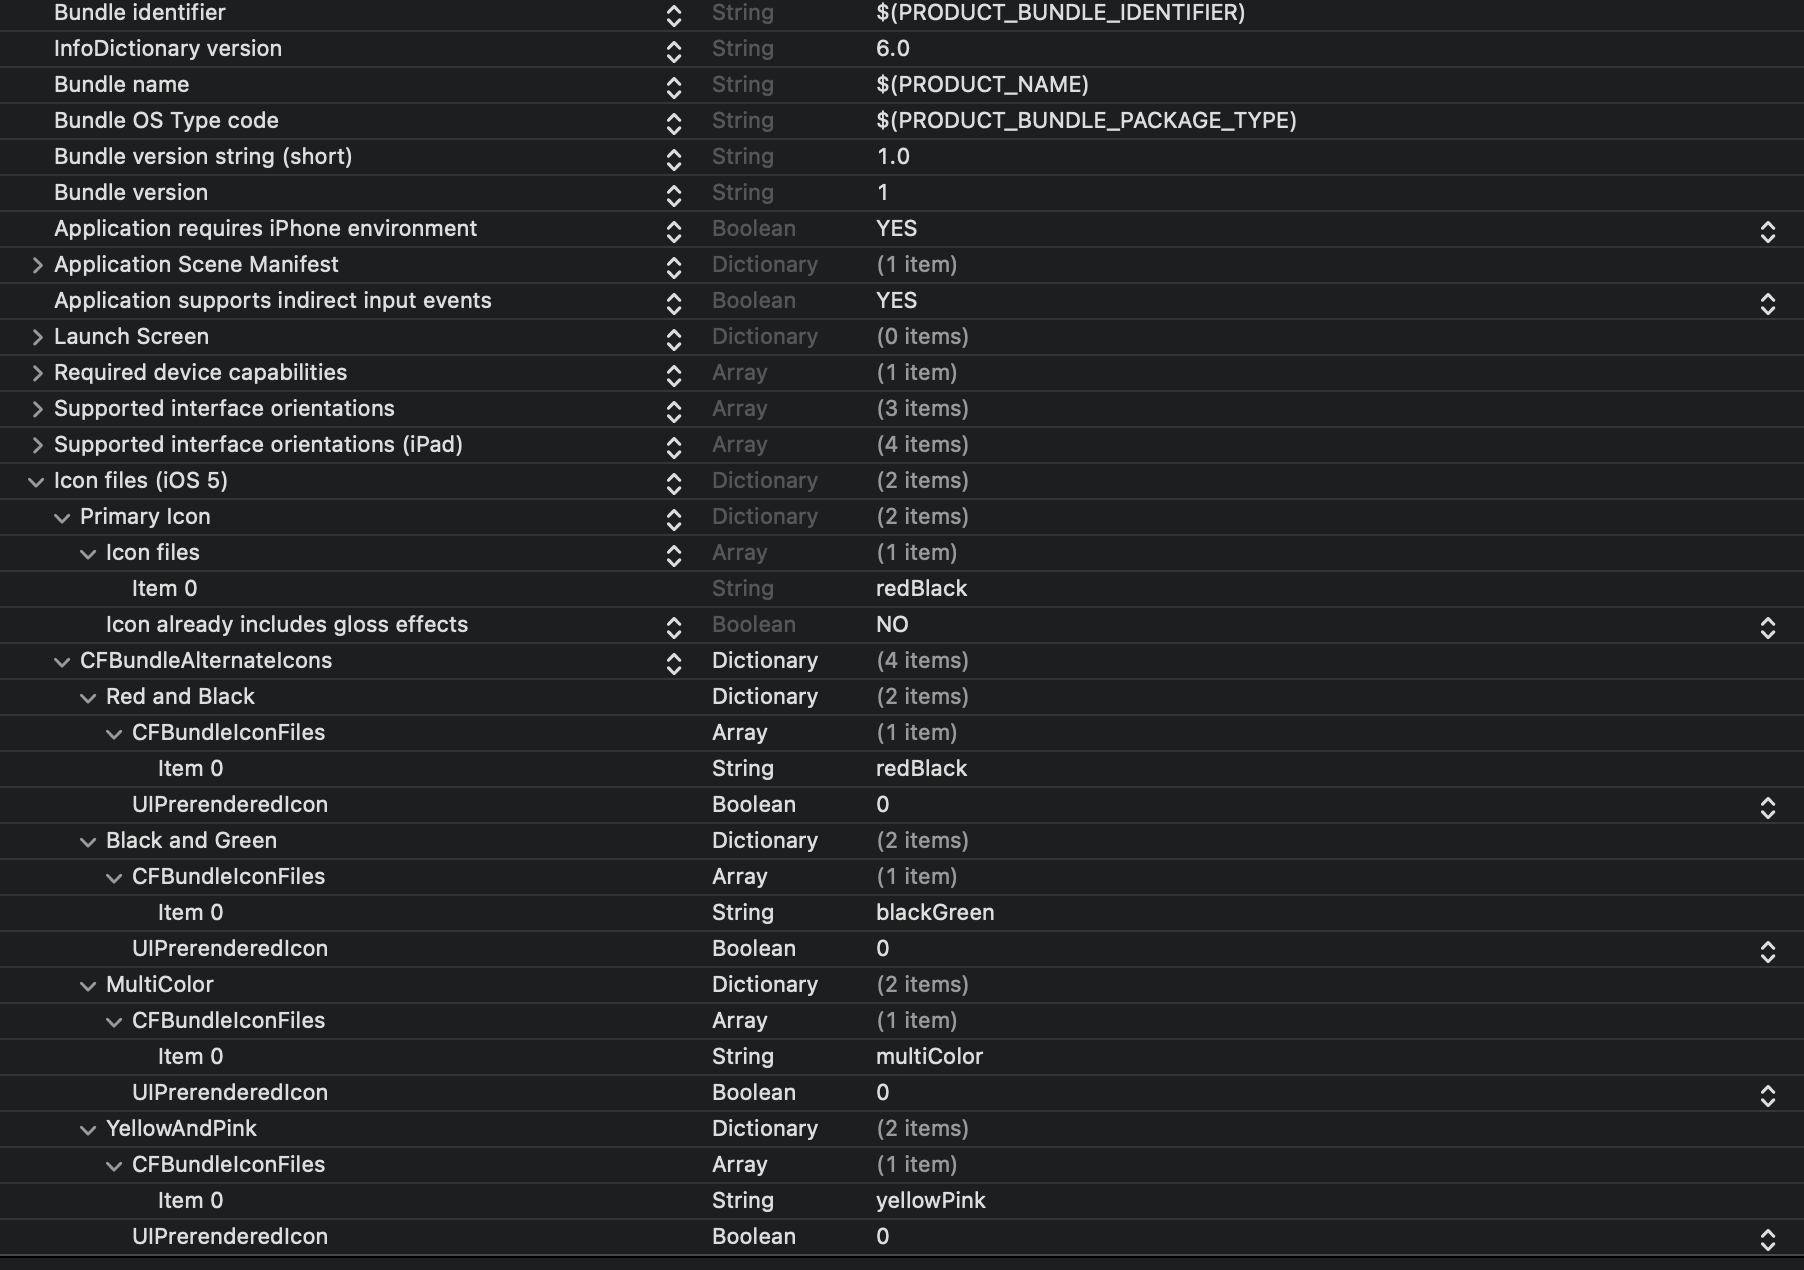 Bundle identifier String $(PRODUCT_BUNDLE_IDENTIFIER)
InfoDictionary version String 6.0
Bundle name String $(PRODUCT_NAME)
Bundle OS Type code String $(PRODUCT_BUNDLE_PACKAGE_TYPE)
Bundle version string (short) String 1.0
Bundle version String 1
Application requires iPhone environment Boolean YES
Application Scene Manifest Dictionary (1 item)
Application supports indirect input events Boolean YES
Launch Screen Dictionary (0 items)
Required device capabilities Array (1 item)
Supported interface orientations Array (3 items)
Supported interface orientations (iPad) Array (4 items)
Icon files (iOS 5) Dictionary (2 items)
Primary Icon Dictionary (2 items)
Icon files Array (1 item)
Item 0 String redBlack
Icon already includes gloss effects Boolean NO
CFBundleAlternateIcons Dictionary (4 items)
Red and Black Dictionary (2 items)
CFBundleIconFiles Array (1 item)
Item 0 String redBlack
UIPrerenderedIcon Boolean 0
Black and Green Dictionary (2 items)
CFBundleIconFiles Array (1 item)
Item 0 String blackGreen
UIPrerenderedIcon Boolean 0
MultiColor Dictionary (2 items)
CFBundleIconFiles Array (1 item)
Item 0 String multiColor
UIPrerenderedIcon Boolean 0
YellowAndPink Dictionary (2 items)
CFBundleIconFiles Array (1 item)
Item 0 String yellowPink
UIPrerenderedIcon Boolean 0